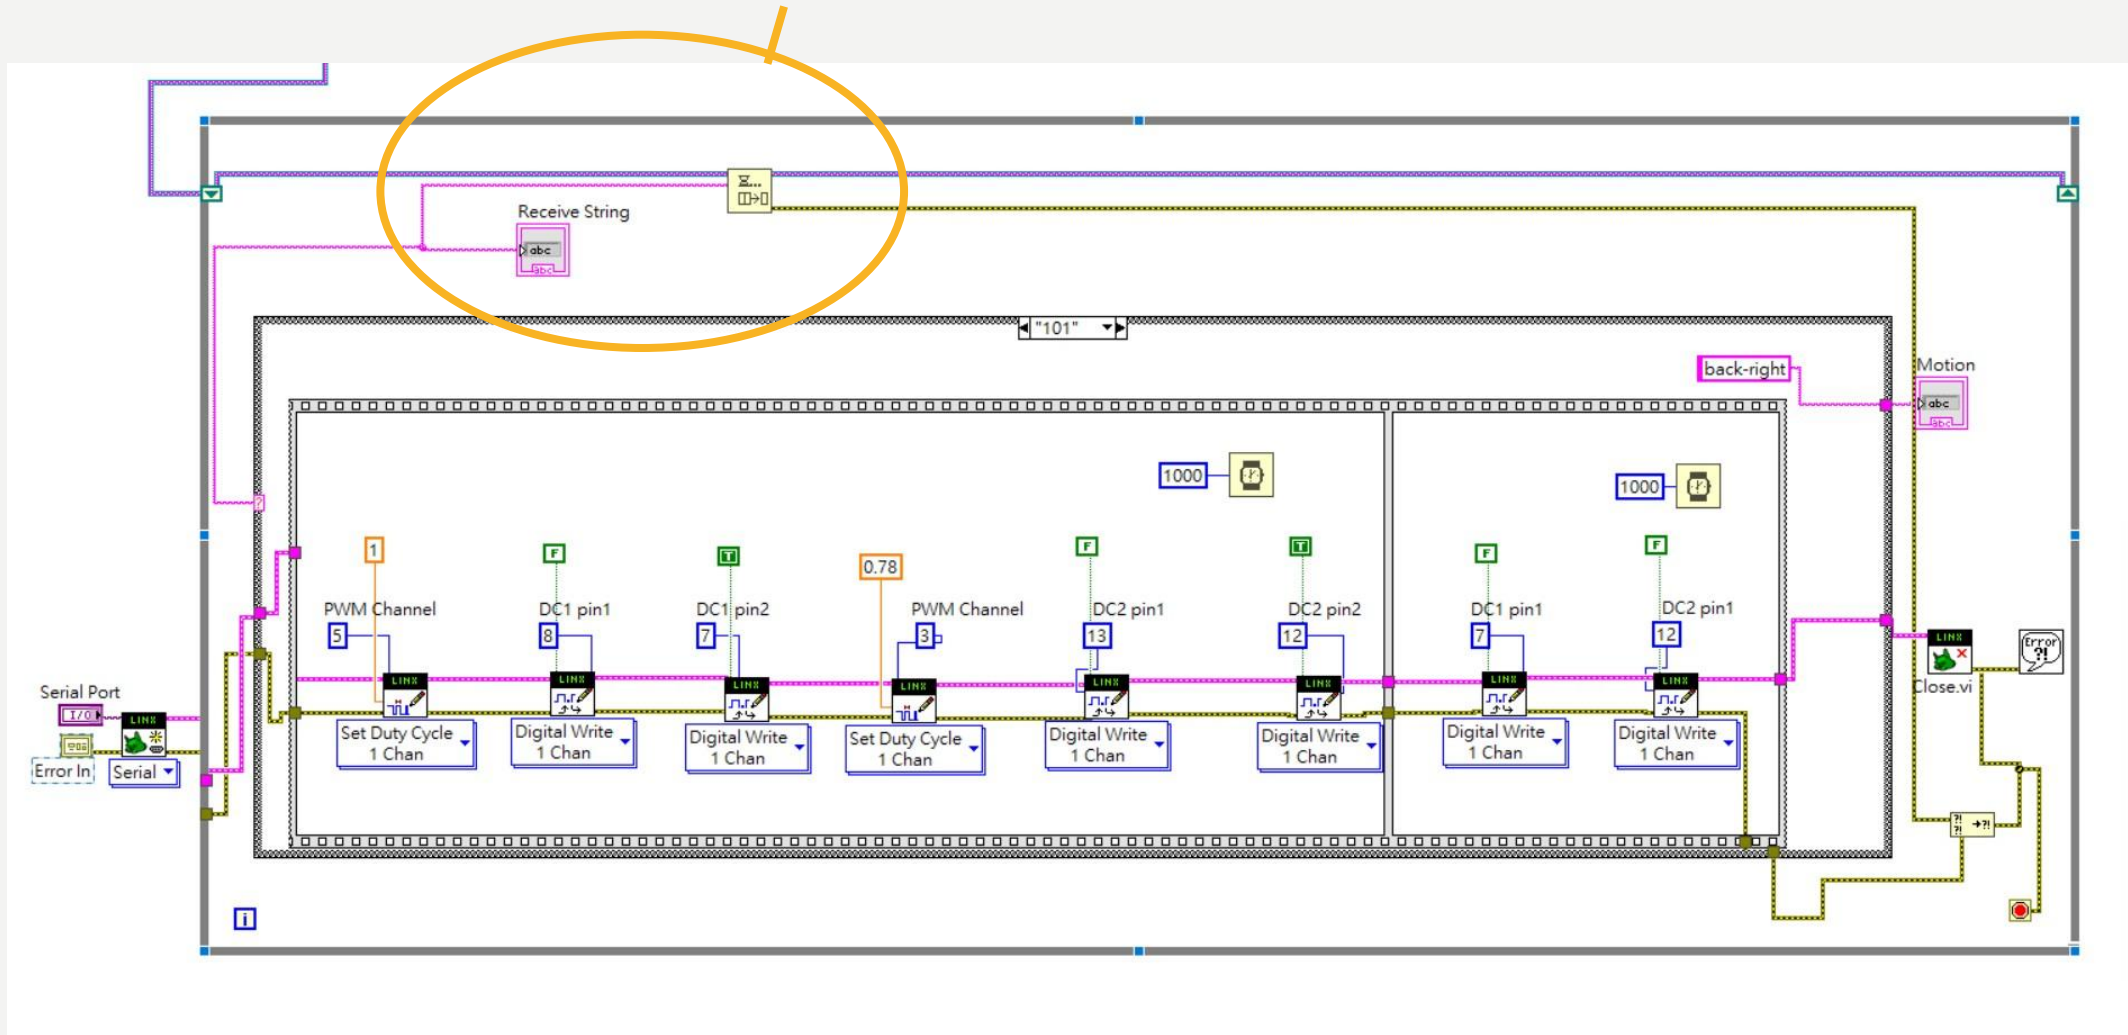 Receive String
abc
abc
"101"
back-right
Motion
abc
abc
1000
1000
?
1
F
T
0.78
F
T
F
F
PWM Channel
DC1 pin1
DC1 pin2
PWM Channel
DC2 pin1
DC2 pin2
DC1 pin1
DC2 pin1
5
8
7
3
13
12
7
12
LINX
LINX
LINX
LINX
LINX
LINX
LINX
LINX
LINX
Error
?!
Close.vi
Serial Port
I/O
LINX
Error In
Serial
Set Duty Cycle
1 Chan
Digital Write
1 Chan
Digital Write
1 Chan
Set Duty Cycle
1 Chan
Digital Write
1 Chan
Digital Write
1 Chan
Digital Write
1 Chan
Digital Write
1 Chan
?!
?!
?!
i